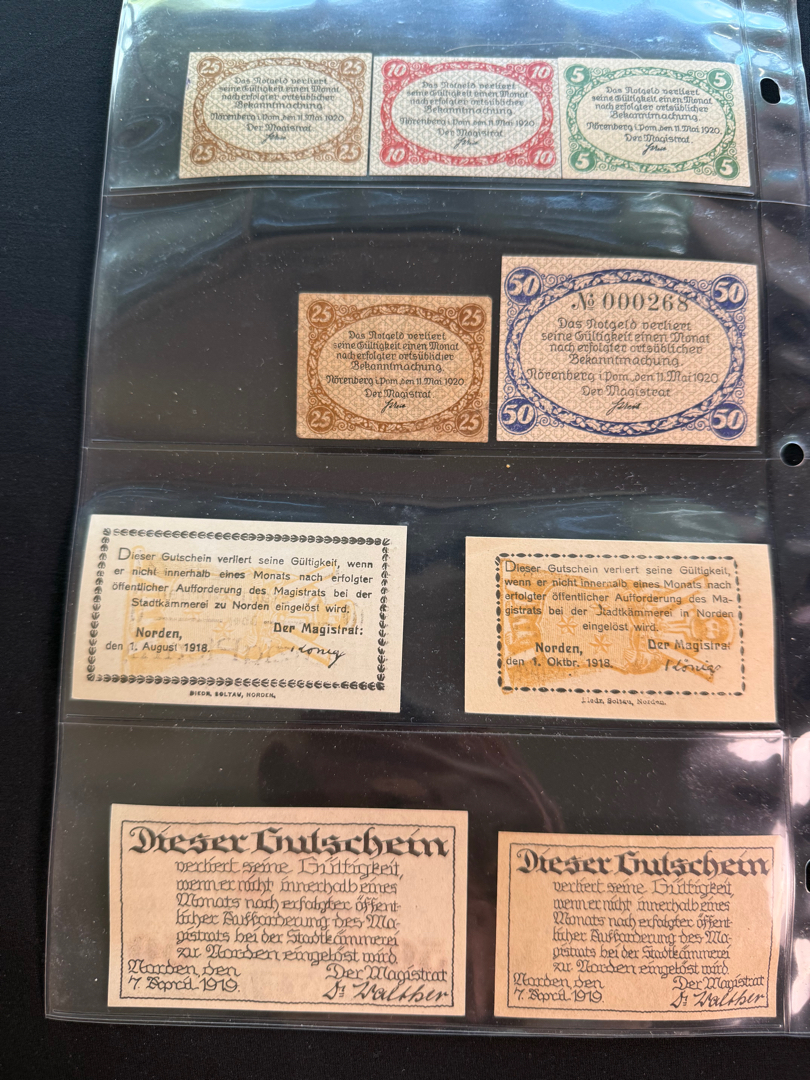 25 25
Das Notgeld verliert
seine Gültigkeit einen Monat
nach erfolgter ortsüblicher
Bekanntmachung.
Nörenberg i.Pom. den 11. Mai 1920.
Der Magistrat
25 25
10 10
Das Notgeld verliert
seine Gültigkeit einen Monat
nach erfolgter ortsüblicher
Bekanntmachung.
Nörenberg i.Pom. den 11. Mai 1920.
Der Magistrat
10 10
5 5
Das Notgeld verliert
seine Gültigkeit einen Monat
nach erfolgter ortsüblicher
Bekanntmachung.
Nörenberg i.Pom. den 11. Mai 1920.
Der Magistrat.
5 5
25 25
Das Notgeld verliert
seine Gültigkeit einen Monat
nach erfolgter ortsüblicher
Bekanntmachung.
Nörenberg i.Pom. den 11. Mai 1920
Der Magistrat
25 25
50 50
№ 000268
Das Notgeld verliert
seine Gültigkeit einen Monat
nach erfolgter ortsüblicher
Bekanntmachung.
Nörenberg i.Pom. den 11. Mai 1920
Der Magistrat
50 50
Dieser Gutschein verliert seine Gültigkeit, wenn
er nicht innerhalb eines Monats nach erfolgter
öffentlicher Aufforderung des Magistrats bei der
Stadtkämmerei zu Norden eingelöst wird.
Norden, Der Magistrat:
den 1. August 1918. König
DIEDR. SOLTAU, NORDEN.
Dieser Gutschein verliert seine Gültigkeit,
wenn er nicht innerhalb eines Monats nach
erfolgter öffentlicher Aufforderung des Ma-
gistrats bei der Stadtkämmerei in Norden
eingelöst wird.
Norden, Der Magistrat
den 1. Oktbr. 1918. König
Diedr. Soltau, Norden.
Dieser Gutschein
verliert seine Gültigkeit,
wenn er nicht innerhalb eines
Monats nach erfolgter öffent-
licher Aufforderung des Ma-
gistrats bei der Stadtkämmerei
zu Norden eingelöst wird.
Norden, den Der Magistrat
7. April 1919. Dr. Walther
Dieser Gutschein
verliert seine Gültigkeit,
wenn er nicht innerhalb eines
Monats nach erfolgter öffent-
licher Aufforderung des Ma-
gistrats bei der Stadtkämmerei
zu Norden eingelöst wird.
Norden, den Der Magistrat
7. April 1919. Dr. Walther